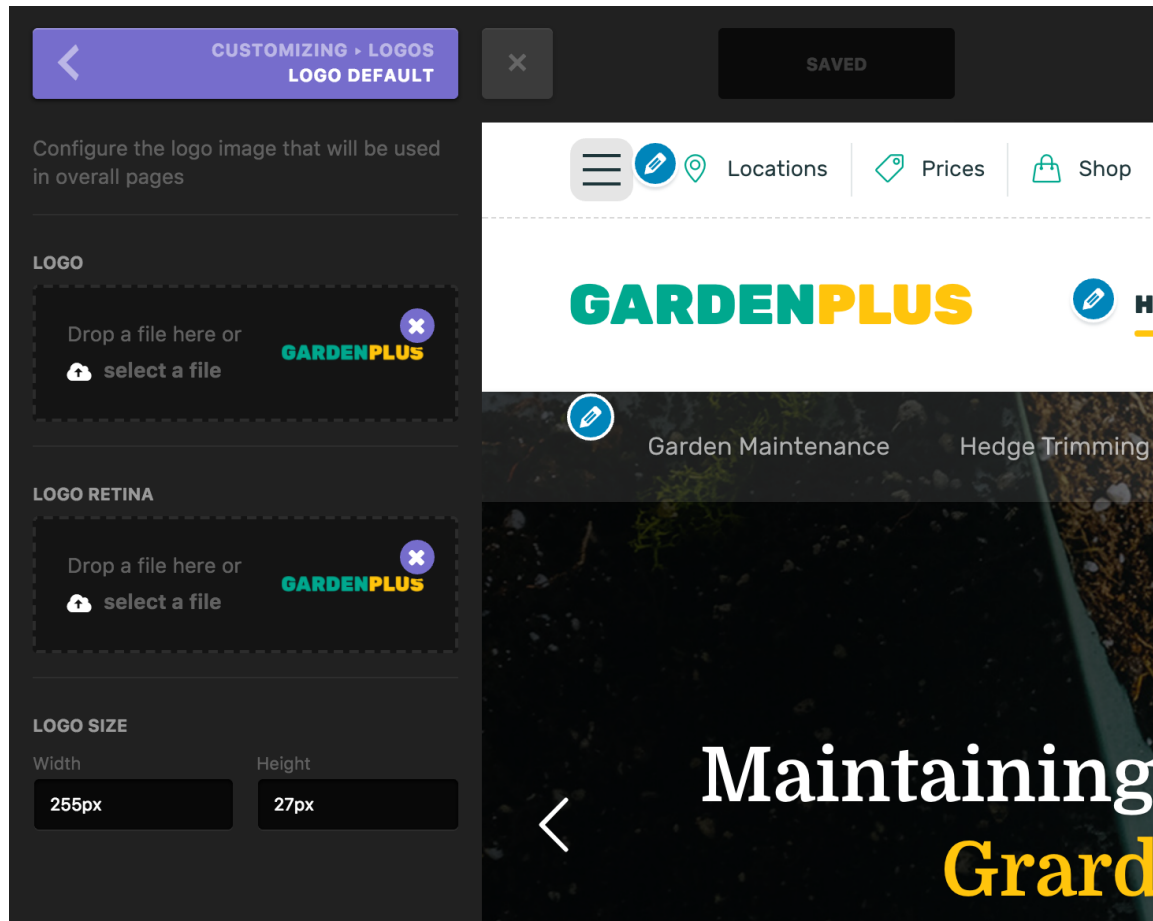 CUSTOMIZING ▸ LOGOS
LOGO DEFAULT
SAVED
Configure the logo image that will be used
in overall pages
LOGO
Drop a file here or
select a file
GARDENPLUS
LOGO RETINA
Drop a file here or
select a file
GARDENPLUS
LOGO SIZE
Width Height
255px 27px
Locations Prices Shop
GARDENPLUS
H
Garden Maintenance Hedge Trimming
Maintaining
Grard